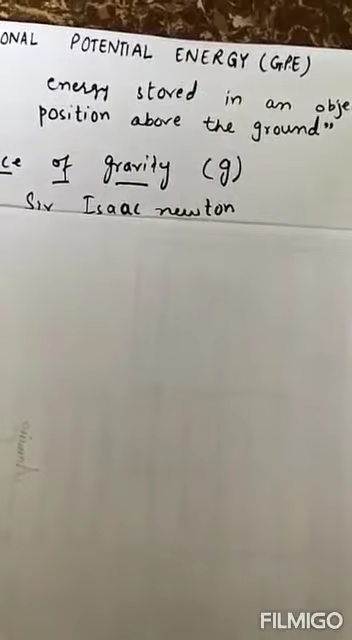 ONAL POTENTIAL ENERGY (GPE)
energy stored in an obje
position above the ground"
ce of gravity (g)
Sir Isaac newton
FILMIGO